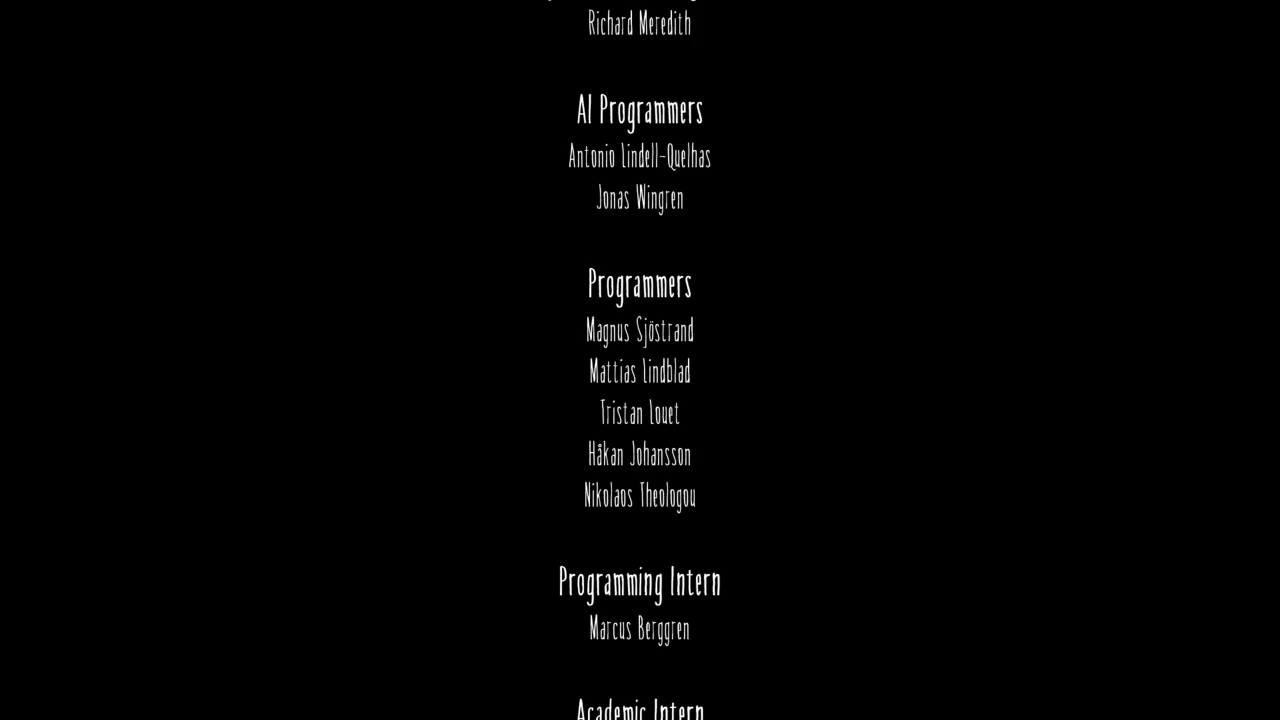 Richard Meredith
AI Programmers
Antonio Lindell-Quelhas
Jonas Wingren
Programmers
Magnus Sjöstrand
Mattias Lindblad
Tristan Louet
Håkan Johansson
Nikolaos Theologou
Programming Intern
Marcus Berggren
Academic Intern